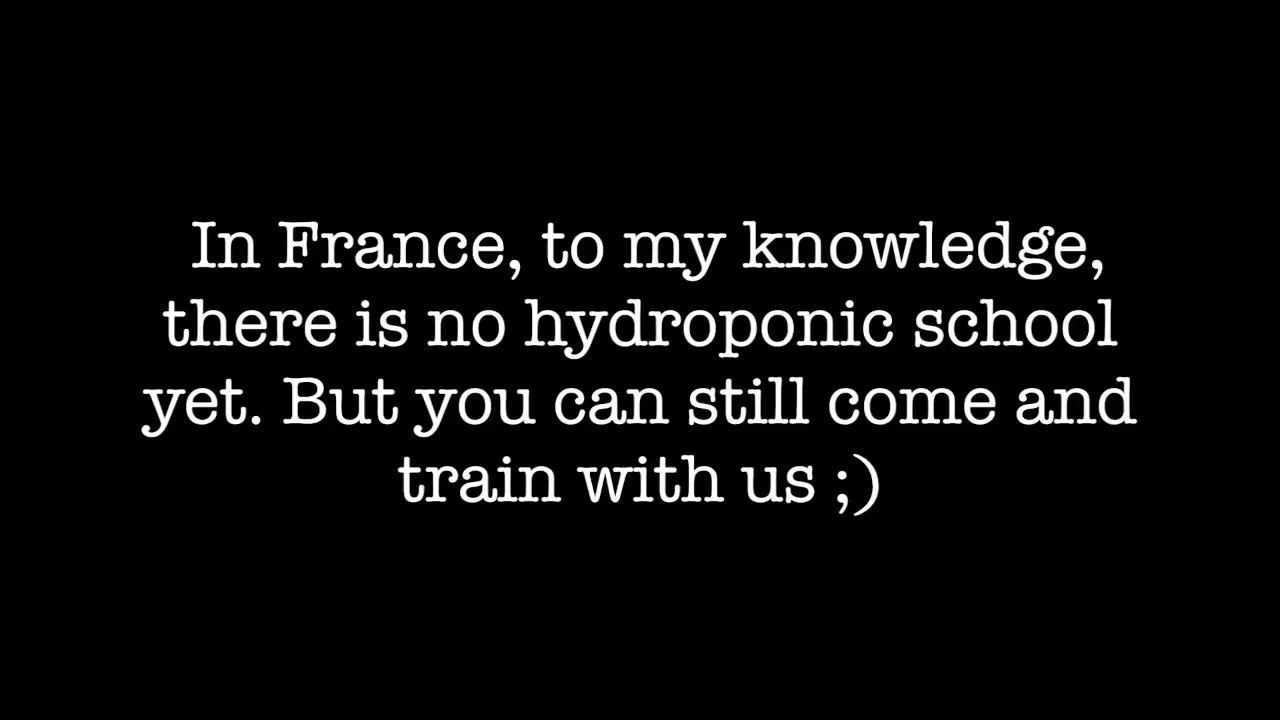 In France, to my knowledge,
there is no hydroponic school
yet. But you can still come and
train with us ;)